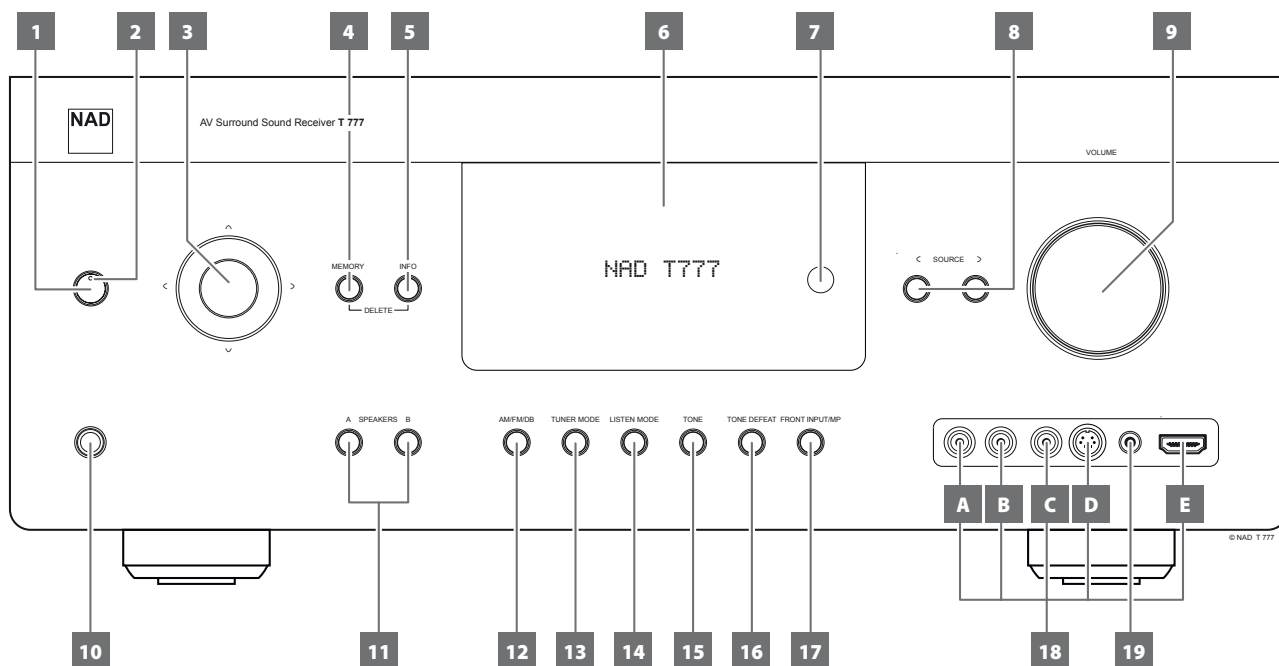 1 2 3 4 5 6 7 8 9
NAD
AV Surround Sound Receiver T 777
VOLUME
MEMORY INFO
DELETE
NAD T777
< SOURCE >
A SPEAKERS B
AM/FM/DB TUNER MODE LISTEN MODE TONE TONE DEFEAT FRONT INPUT/MP
A B C D E
© NAD T 777
10 11 12 13 14 15 16 17 18 19